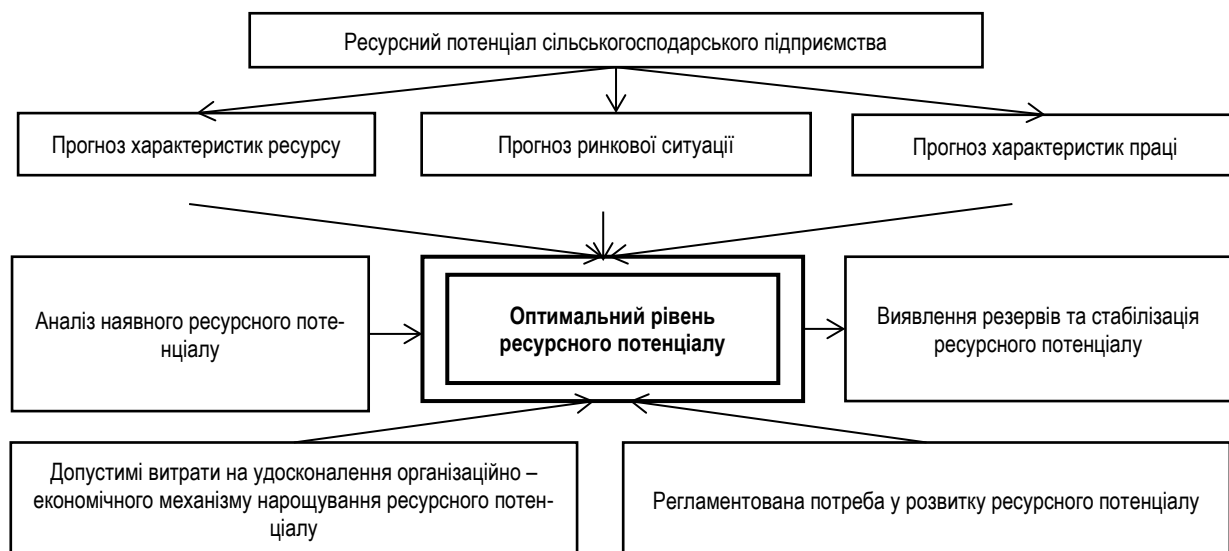 Ресурсний потенціал сільськогосподарського підприємства
Прогноз характеристик ресурсу
Прогноз ринкової ситуації
Прогноз характеристик праці
Аналіз наявного ресурсного поте-
нціалу
Оптимальний рівень
ресурсного потенціалу
Виявлення резервів та стабілізація
ресурсного потенціалу
Допустимі витрати на удосконалення організаційно –
економічного механізму нарощування ресурсного потен-
ціалу
Регламентована потреба у розвитку ресурсного потенціалу